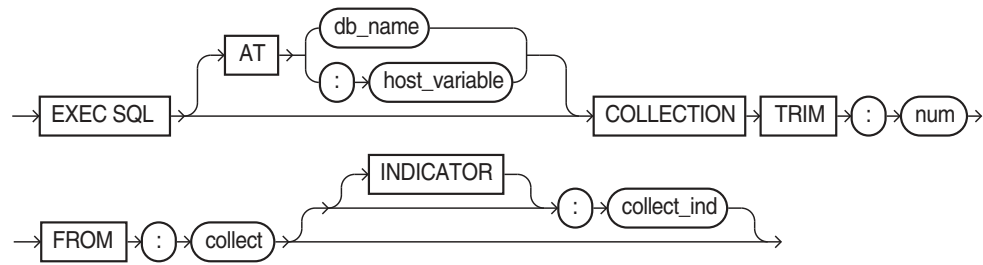 db_name
AT
: host_variable
EXEC SQL COLLECTION TRIM : num
INDICATOR
: collect_ind
FROM : collect